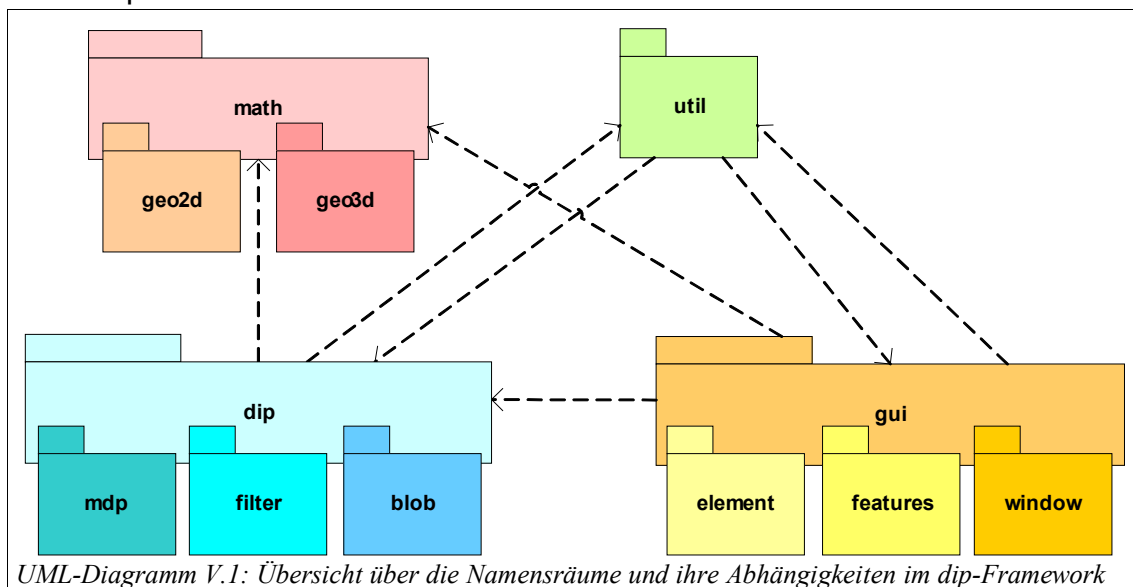 math
util
geo2d
geo3d
dip
gui
mdp
filter
blob
element
features
window
UML-Diagramm V.1: Übersicht über die Namensräume und ihre Abhängigkeiten im dip-Framework